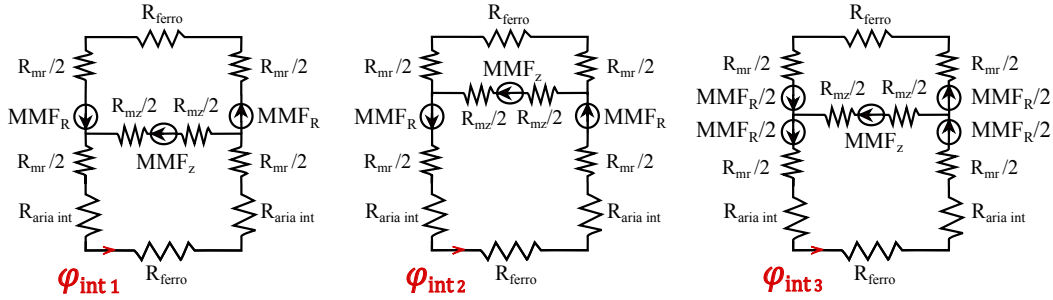 R_ferro
R_mr/2 R_mr/2
MMF_R R_mz/2 R_mz/2 MMF_R
MMF_z
R_mr/2 R_mr/2
R_aria int R_aria int
R_ferro
φ_int 1
R_ferro
R_mr/2 R_mr/2
MMF_z
MMF_R R_mz/2 R_mz/2 MMF_R
R_mr/2 R_mr/2
R_aria int R_aria int
R_ferro
φ_int 2
R_ferro
R_mr/2 R_mr/2
MMF_R/2 R_mz/2 R_mz/2 MMF_R/2
MMF_R/2 MMF_z MMF_R/2
R_mr/2 R_mr/2
R_aria int R_aria int
R_ferro
φ_int 3